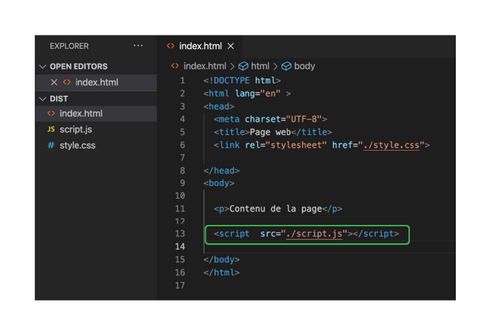 EXPLORER ...
OPEN EDITORS
index.html
DIST
index.html
JS script.js
# style.css
index.html
index.html > html > body
1 <!DOCTYPE html>
2 <html lang="en" >
3 <head>
4 <meta charset="UTF-8">
5 <title>Page web</title>
6 <link rel="stylesheet" href="./style.css">
7
8 </head>
9 <body>
10
11 <p>Contenu de la page</p>
12
13 <script  src="./script.js"></script>
14
15 </body>
16 </html>
17